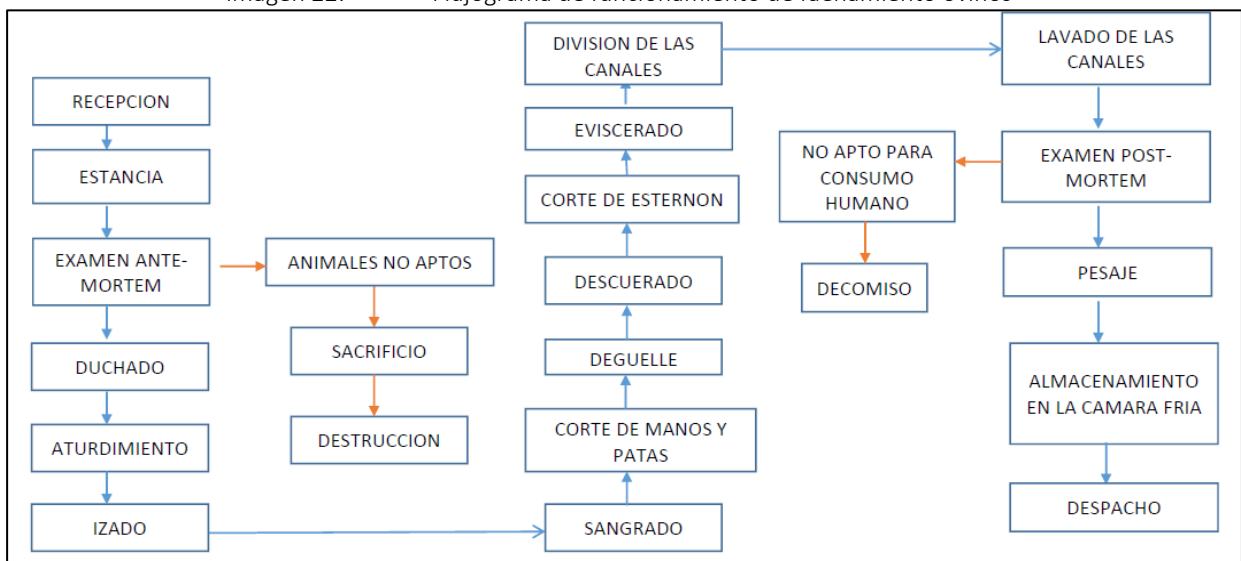 RECEPCION
ESTANCIA
EXAMEN ANTE-
MORTEM
DUCHADO
ATURDIMIENTO
IZADO
ANIMALES NO APTOS
SACRIFICIO
DESTRUCCION
SANGRADO
CORTE DE MANOS Y
PATAS
DEGUELLE
DESCUERADO
CORTE DE ESTERNON
EVISCERADO
DIVISION DE LAS
CANALES
LAVADO DE LAS
CANALES
EXAMEN POST-
MORTEM
NO APTO PARA
CONSUMO
HUMANO
DECOMISO
PESAJE
ALMACENAMIENTO
EN LA CAMARA FRIA
DESPACHO